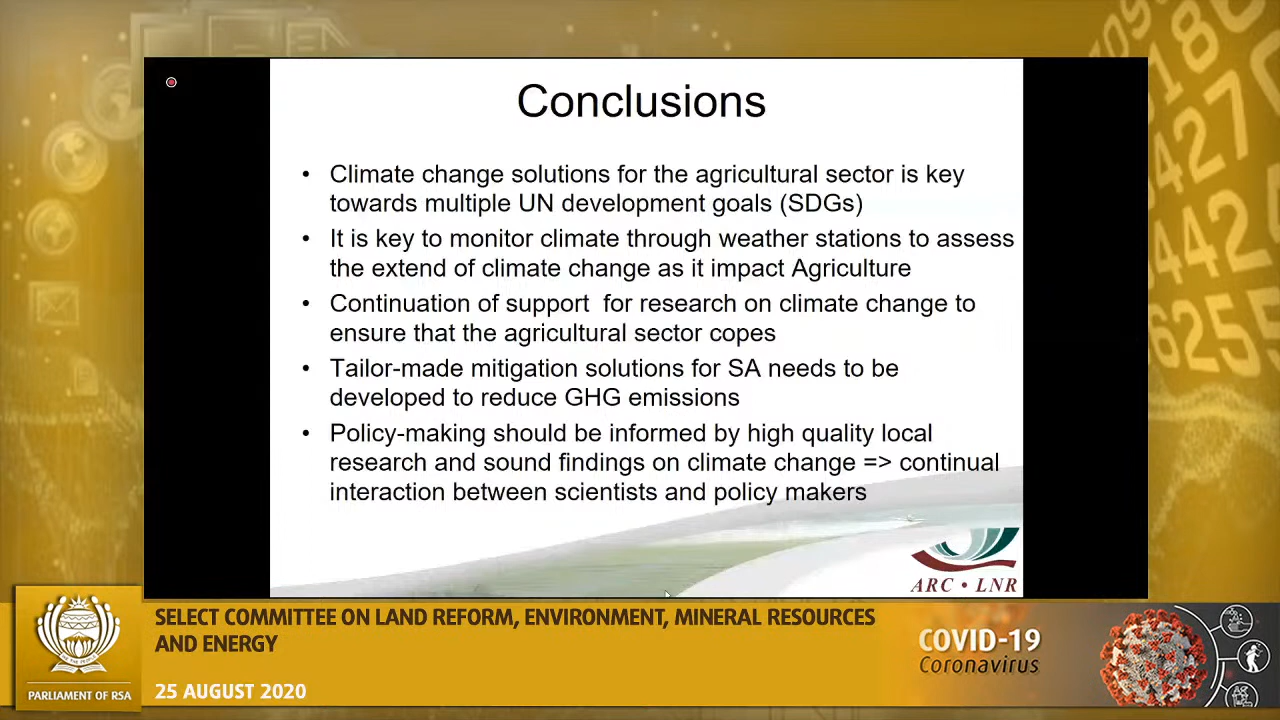 Conclusions
• Climate change solutions for the agricultural sector is key
towards multiple UN development goals (SDGs)
• It is key to monitor climate through weather stations to assess
the extend of climate change as it impact Agriculture
• Continuation of support for research on climate change to
ensure that the agricultural sector copes
• Tailor-made mitigation solutions for SA needs to be
developed to reduce GHG emissions
• Policy-making should be informed by high quality local
research and sound findings on climate change => continual
interaction between scientists and policy makers
ARC • LNR
SELECT COMMITTEE ON LAND REFORM, ENVIRONMENT, MINERAL RESOURCES
AND ENERGY
25 AUGUST 2020
PARLIAMENT OF RSA
COVID-19
Coronavirus